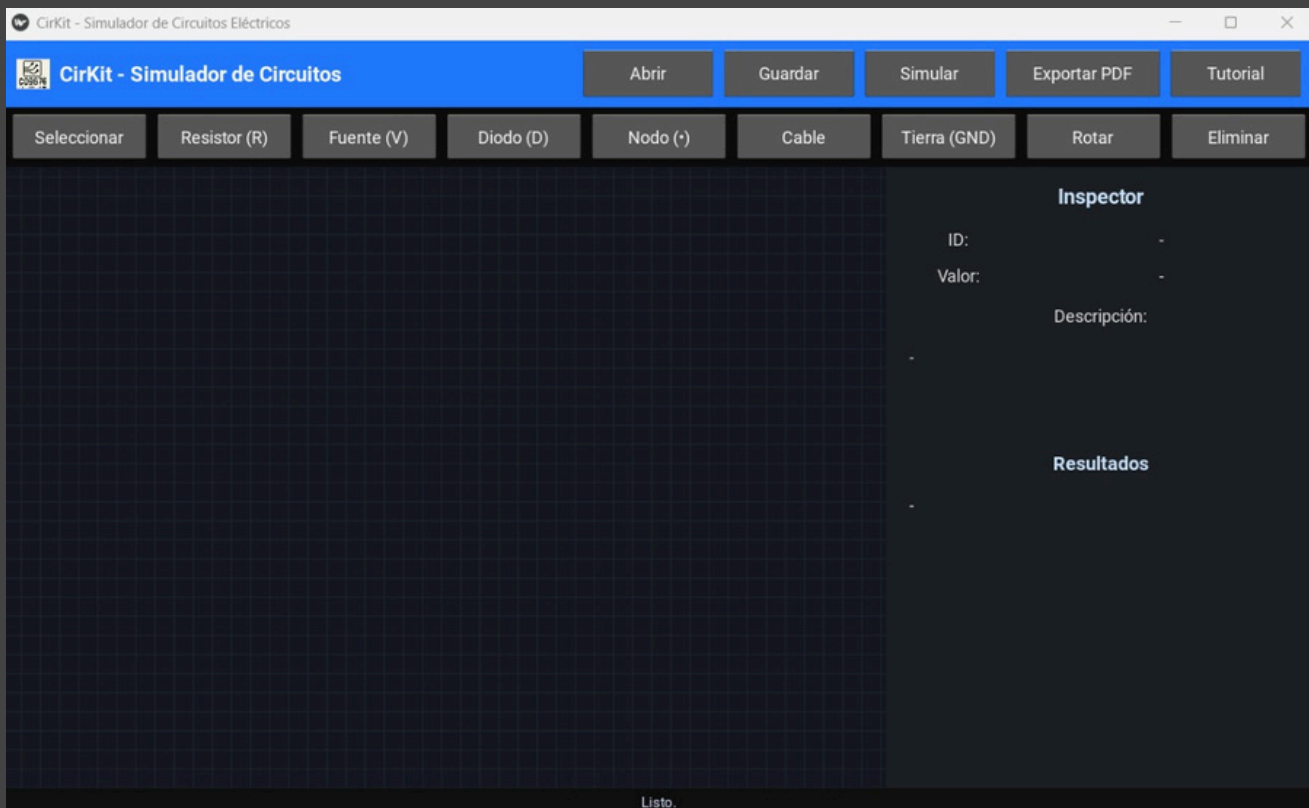 CirKit - Simulador de Circuitos Eléctricos
CirKit - Simulador de Circuitos
Abrir
Guardar
Simular
Exportar PDF
Tutorial
Seleccionar
Resistor (R)
Fuente (V)
Diodo (D)
Nodo (•)
Cable
Tierra (GND)
Rotar
Eliminar
Inspector
ID: -
Valor: -
Descripción:
-
Resultados
-
Listo.